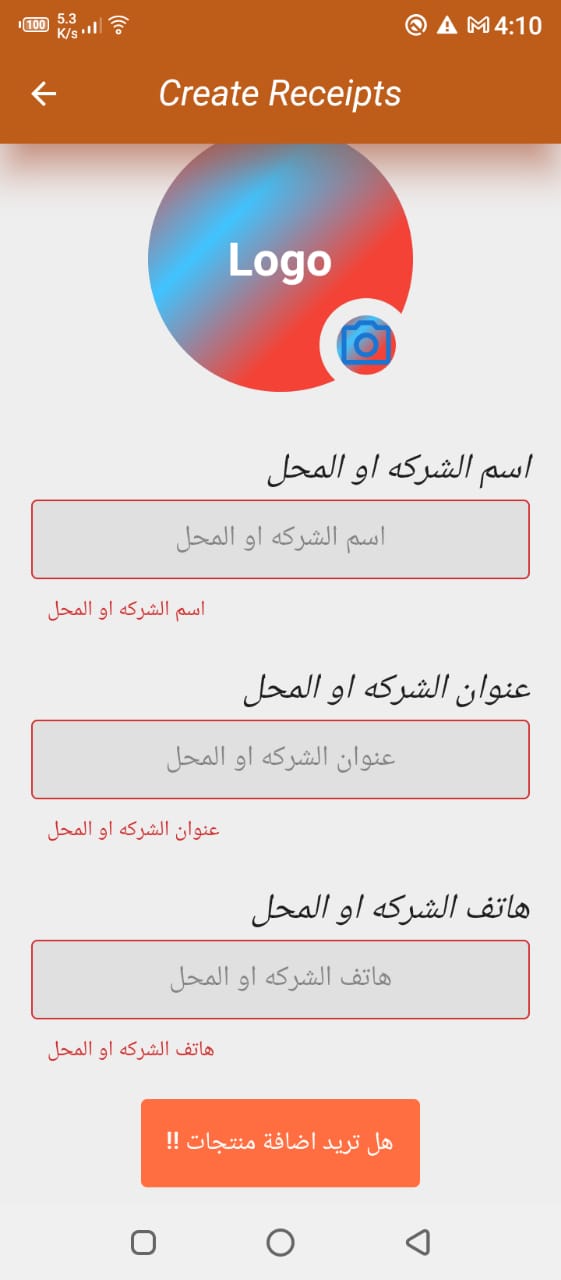 100
5.3
K/s
4:10
Create Receipts
Logo
اسم الشركه او المحل
اسم الشركه او المحل
اسم الشركه او المحل
عنوان الشركه او المحل
عنوان الشركه او المحل
عنوان الشركه او المحل
هاتف الشركه او المحل
هاتف الشركه او المحل
هاتف الشركه او المحل
هل تريد اضافة منتجات !!